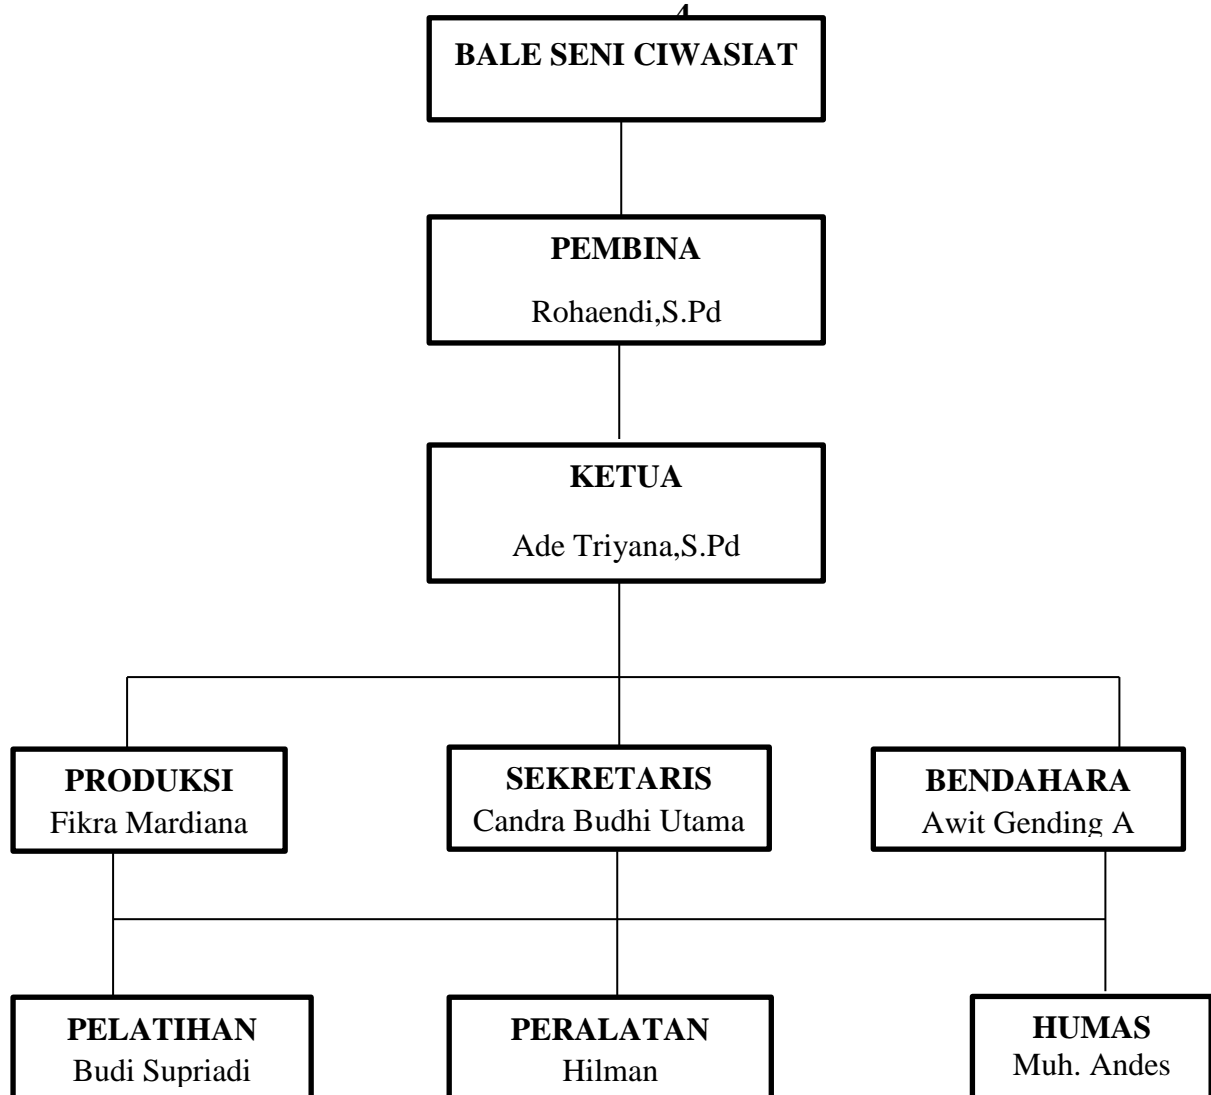 4
BALE SENI CIWASIAT
PEMBINA
Rohaendi,S.Pd
KETUA
Ade Triyana,S.Pd
PRODUKSI
Fikra Mardiana
SEKRETARIS
Candra Budhi Utama
BENDAHARA
Awit Gending A
PELATIHAN
Budi Supriadi
PERALATAN
Hilman
HUMAS
Muh. Andes